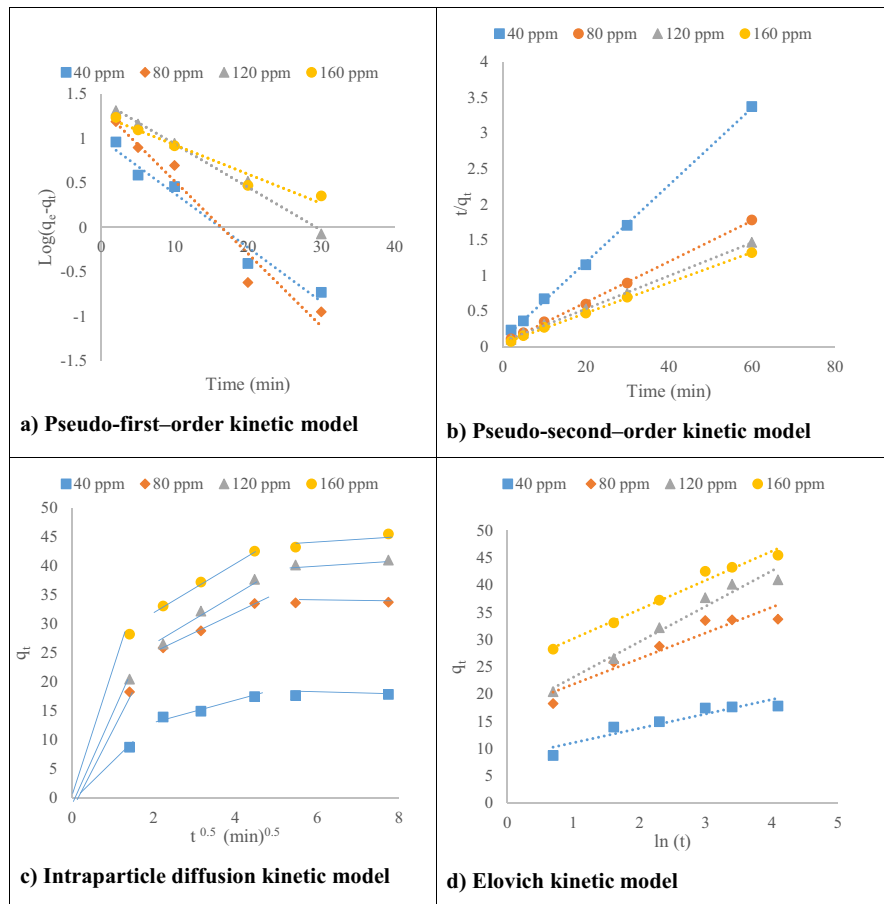 40 ppm 80 ppm 120 ppm 160 ppm
1.5
1
0.5
0
-0.5
-1
-1.5
0 10 20 30 40
Log(qe-qt)
Time (min)
a) Pseudo-first–order kinetic model
40 ppm 80 ppm 120 ppm 160 ppm
4
3.5
3
2.5
2
1.5
1
0.5
0
0 20 40 60 80
t/qt
Time (min)
b) Pseudo-second–order kinetic model
40 ppm 80 ppm 120 ppm 160 ppm
50
45
40
35
30
25
20
15
10
5
0
0 2 4 6 8
qt
t 0.5 (min)0.5
c) Intraparticle diffusion kinetic model
40 ppm 80 ppm 120 ppm 160 ppm
50
45
40
35
30
25
20
15
10
5
0
0 1 2 3 4 5
qt
ln (t)
d) Elovich kinetic model